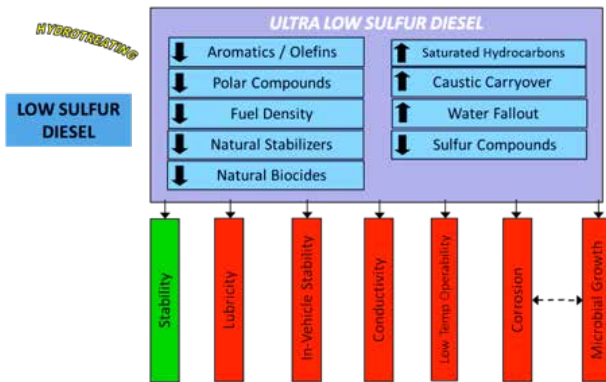 HYDROTREATING
LOW SULFUR
DIESEL
ULTRA LOW SULFUR DIESEL
Aromatics / Olefins
Polar Compounds
Fuel Density
Natural Stabilizers
Natural Biocides
Saturated Hydrocarbons
Caustic Carryover
Water Fallout
Sulfur Compounds
Stability
Lubricity
In-Vehicle Stability
Conductivity
Low Temp Operability
Corrosion
Microbial Growth